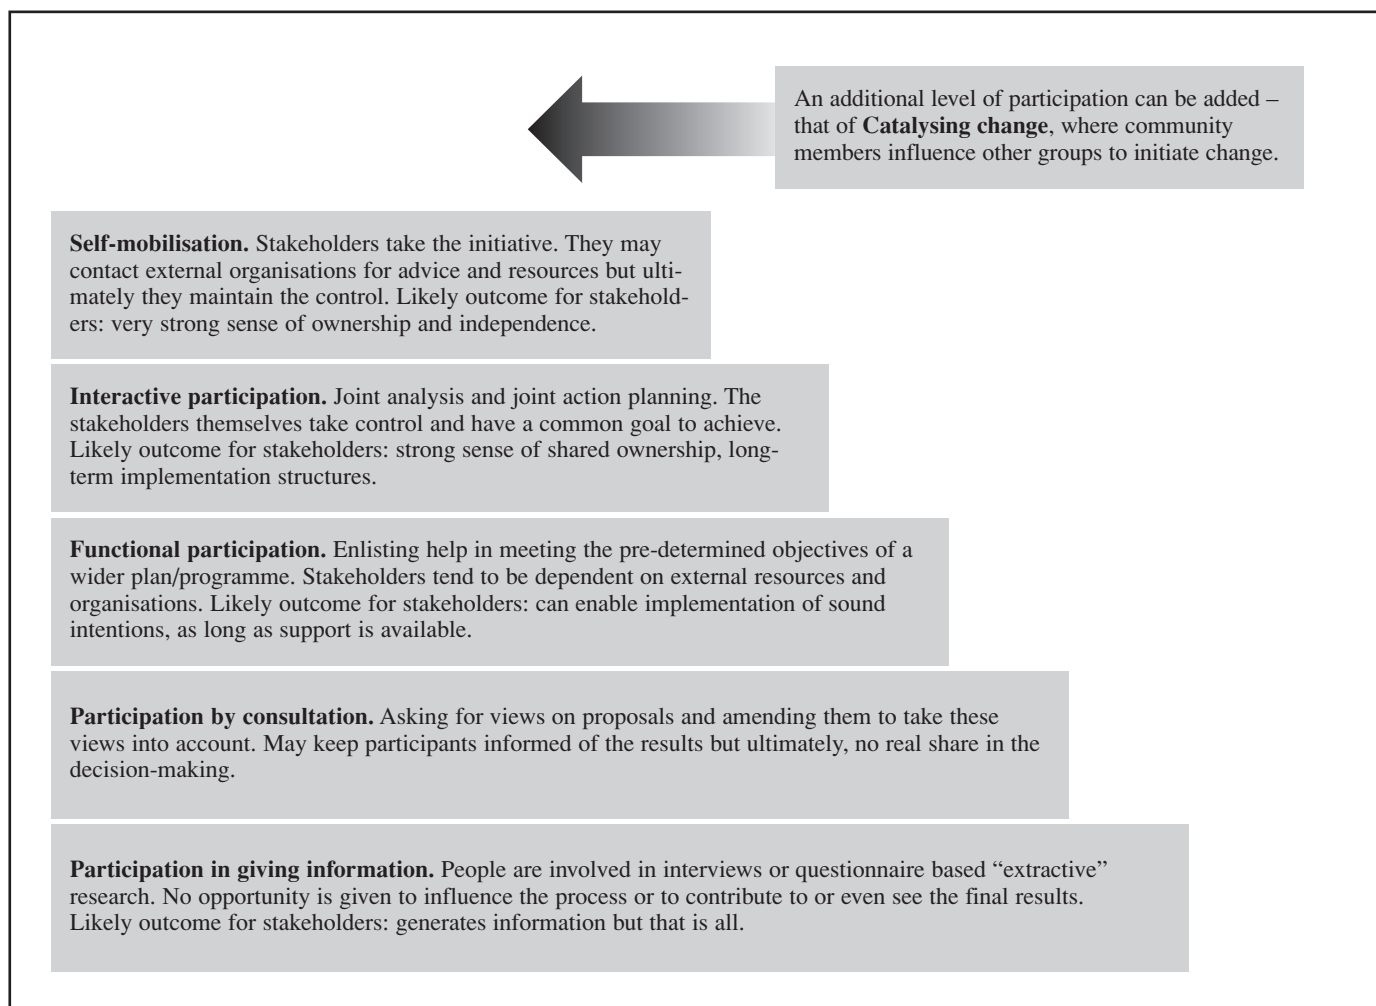 An additional level of participation can be added –
that of Catalysing change, where community
members influence other groups to initiate change.
Self-mobilisation. Stakeholders take the initiative. They may
contact external organisations for advice and resources but ulti-
mately they maintain the control. Likely outcome for stakehold-
ers: very strong sense of ownership and independence.
Interactive participation. Joint analysis and joint action planning. The
stakeholders themselves take control and have a common goal to achieve.
Likely outcome for stakeholders: strong sense of shared ownership, long-
term implementation structures.
Functional participation. Enlisting help in meeting the pre-determined objectives of a
wider plan/programme. Stakeholders tend to be dependent on external resources and
organisations. Likely outcome for stakeholders: can enable implementation of sound
intentions, as long as support is available.
Participation by consultation. Asking for views on proposals and amending them to take these
views into account. May keep participants informed of the results but ultimately, no real share in the
decision-making.
Participation in giving information. People are involved in interviews or questionnaire based “extractive”
research. No opportunity is given to influence the process or to contribute to or even see the final results.
Likely outcome for stakeholders: generates information but that is all.